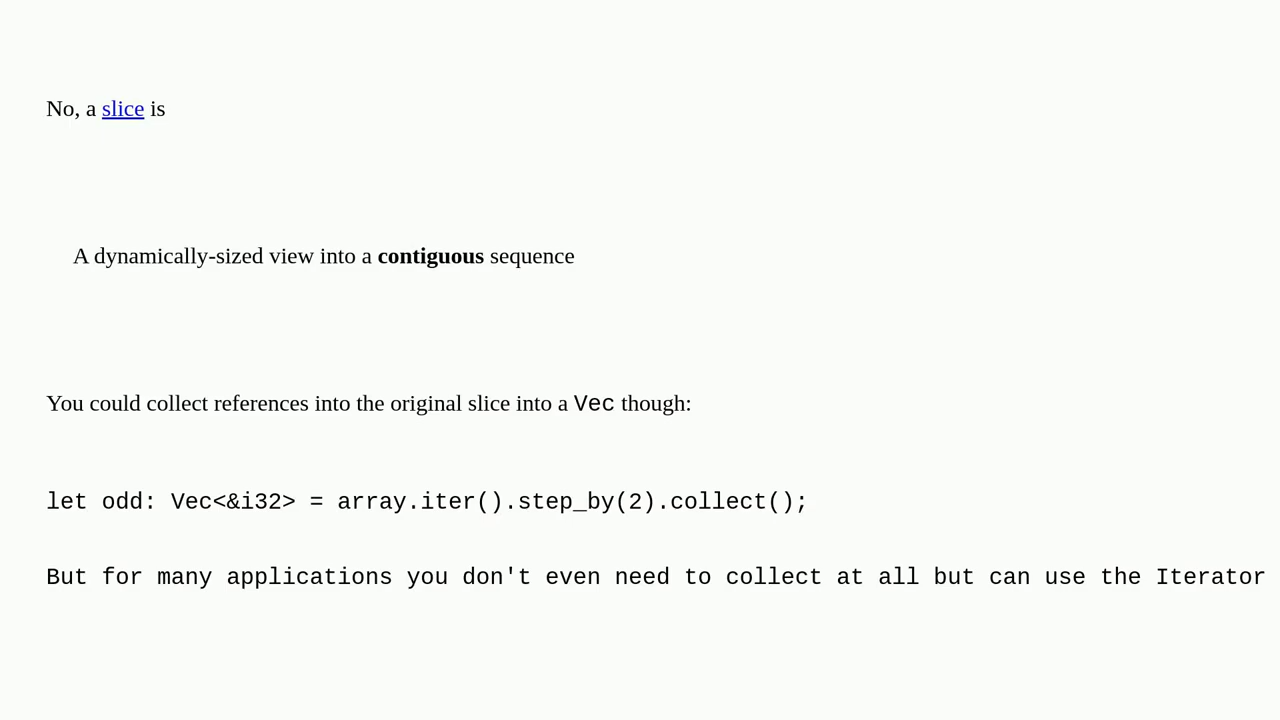 No, a slice is
A dynamically-sized view into a contiguous sequence
You could collect references into the original slice into a Vec though:
let odd: Vec<&i32> = array.iter().step_by(2).collect();
But for many applications you don't even need to collect at all but can use the Iterator